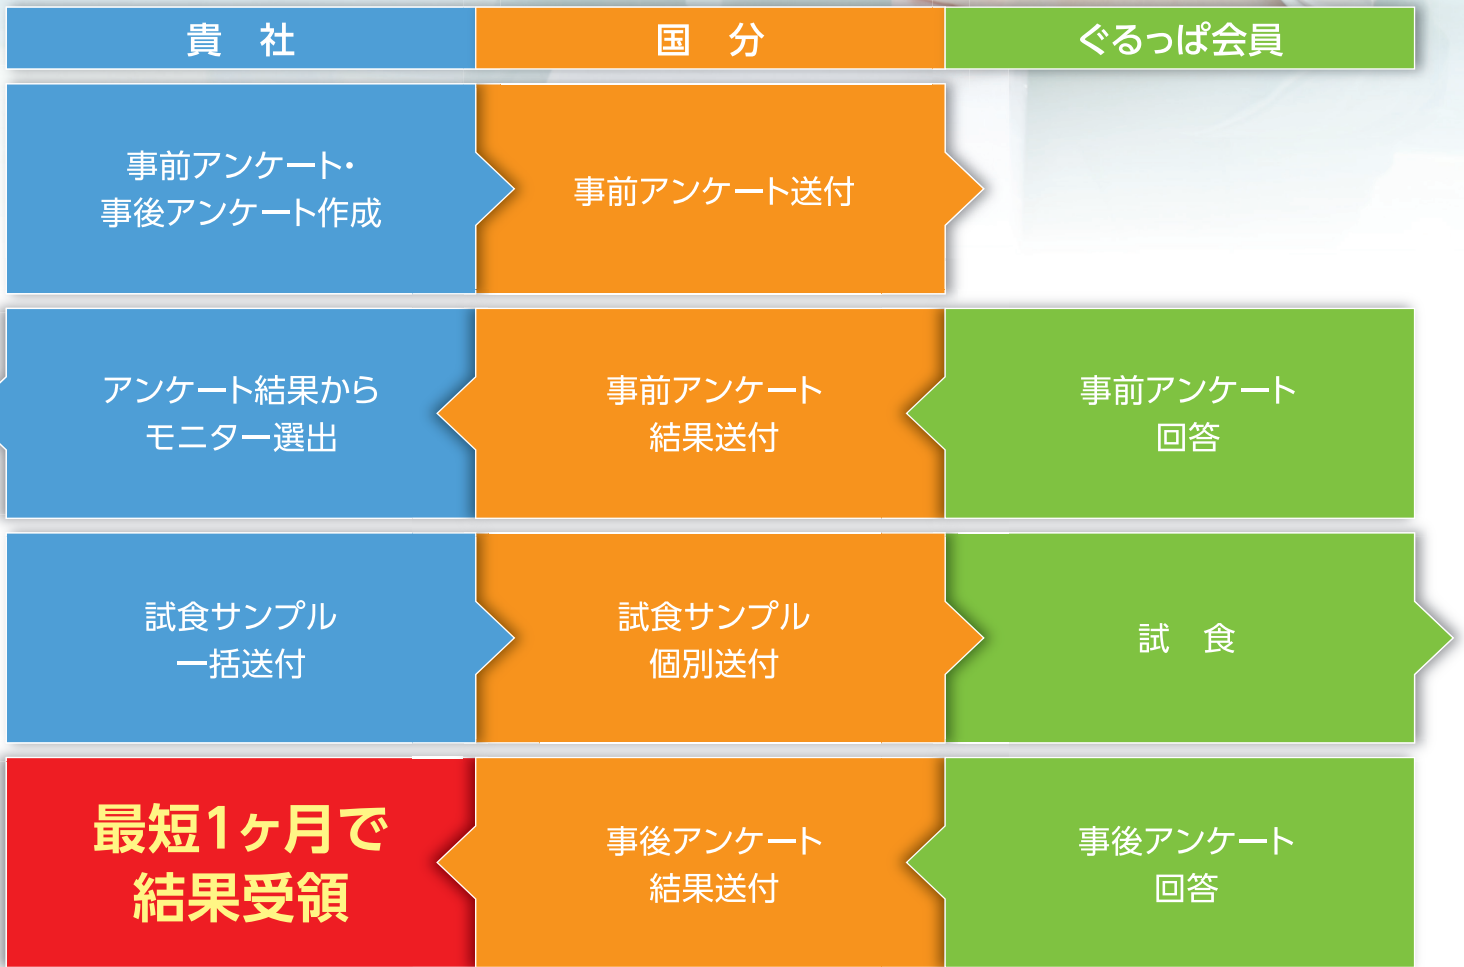 貴　社
国　分
ぐるっぱ会員
事前アンケート・
事後アンケート作成
事前アンケート送付
アンケート結果から
モニター選出
事前アンケート
結果送付
事前アンケート
回答
試食サンプル
一括送付
試食サンプル
個別送付
試　食
最短1ヶ月で
結果受領
事後アンケート
結果送付
事後アンケート
回答